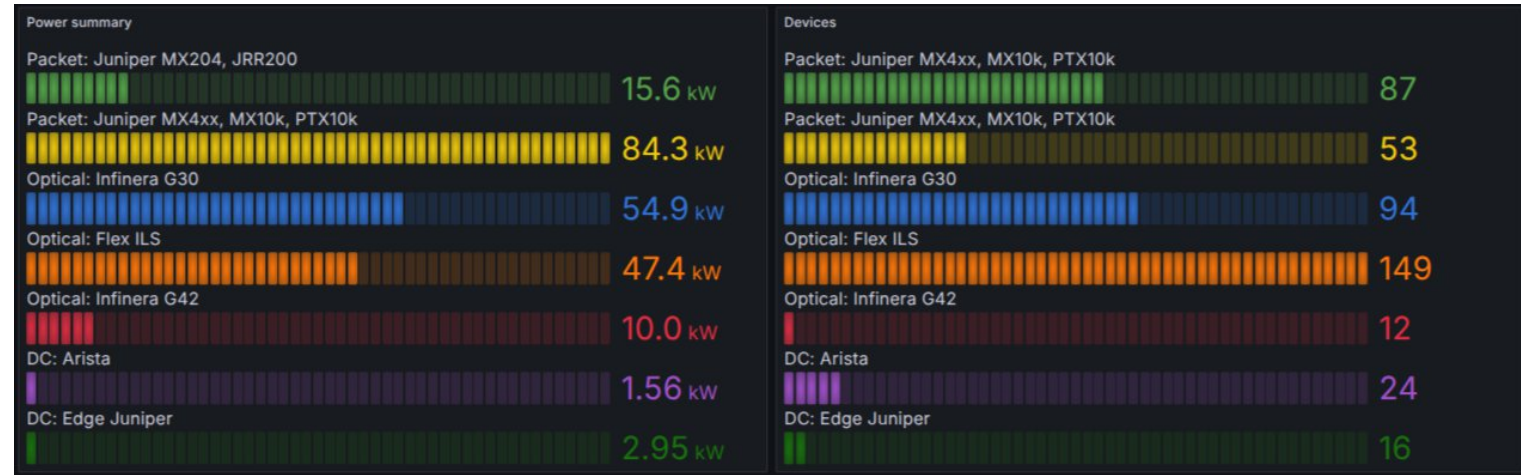 Power summary
Packet: Juniper MX204, JRR200
15.6 kW
Packet: Juniper MX4xx, MX10k, PTX10k
84.3 kW
Optical: Infinera G30
54.9 kW
Optical: Flex ILS
47.4 kW
Optical: Infinera G42
10.0 kW
DC: Arista
1.56 kW
DC: Edge Juniper
2.95 kW
Devices
Packet: Juniper MX4xx, MX10k, PTX10k
87
Packet: Juniper MX4xx, MX10k, PTX10k
53
Optical: Infinera G30
94
Optical: Flex ILS
149
Optical: Infinera G42
12
DC: Arista
24
DC: Edge Juniper
16